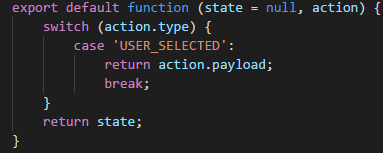 export default function (state = null, action) {
    switch (action.type) {
        case 'USER_SELECTED':
            return action.payload;
            break;
    }
    return state;
}